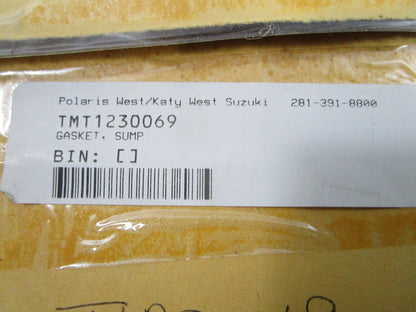 Polaris West/Katy West Suzuki 281-391-8800
TMT1230069
GASKET. SUMP
BIN: []